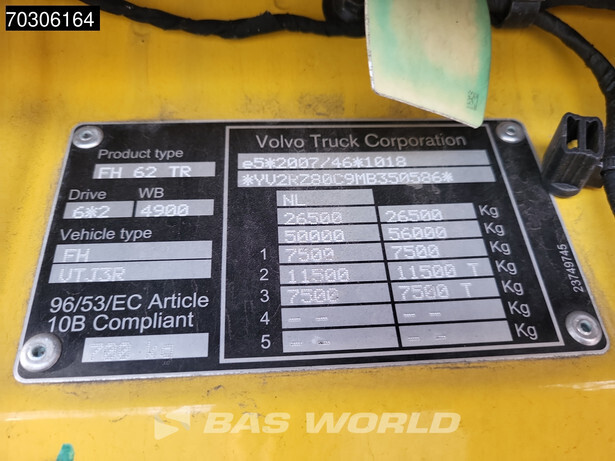 70306164
Product type
FH 62 TR
Drive WB
6*2 4900
Vehicle type
FH
VTJ3R
96/53/EC Article
10B Compliant
kg
Volvo Truck Corporation
e5*2007/46*1018
*YV2RZ80C9MB350586*
NL
26500 26500 Kg
50000 56000 Kg
1 7500 7500 Kg
2 11500 11500 T Kg
3 7500 7500 T Kg
4 -- -- Kg
5 -- -- Kg
23749745
BAS WORLD